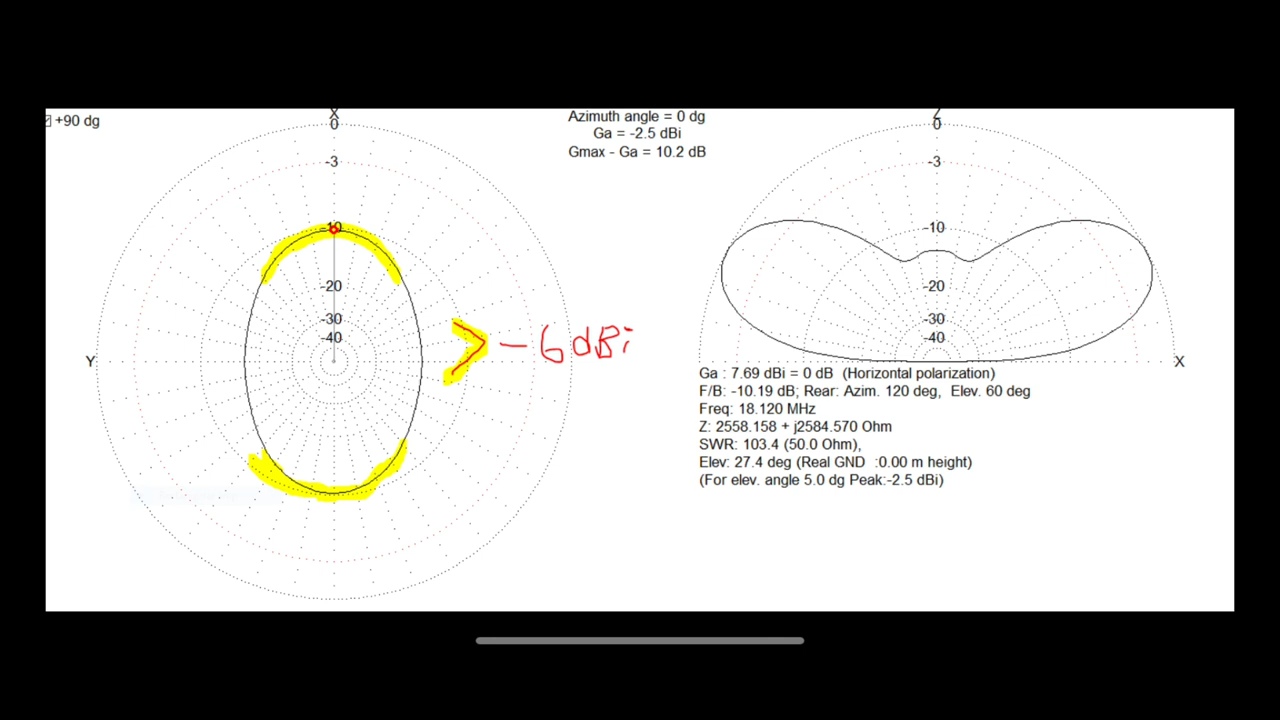 +90 dg
X
0
-3
-10
-20
-30
-40
Y
> -6 dBi
Azimuth angle = 0 dg
Ga = -2.5 dBi
Gmax - Ga = 10.2 dB
Z
0
-3
-10
-20
-30
-40
X
Ga : 7.69 dBi = 0 dB (Horizontal polarization)
F/B: -10.19 dB; Rear: Azim. 120 deg, Elev. 60 deg
Freq: 18.120 MHz
Z: 2558.158 + j2584.570 Ohm
SWR: 103.4 (50.0 Ohm),
Elev: 27.4 deg (Real GND :0.00 m height)
(For elev. angle 5.0 dg Peak:-2.5 dBi)